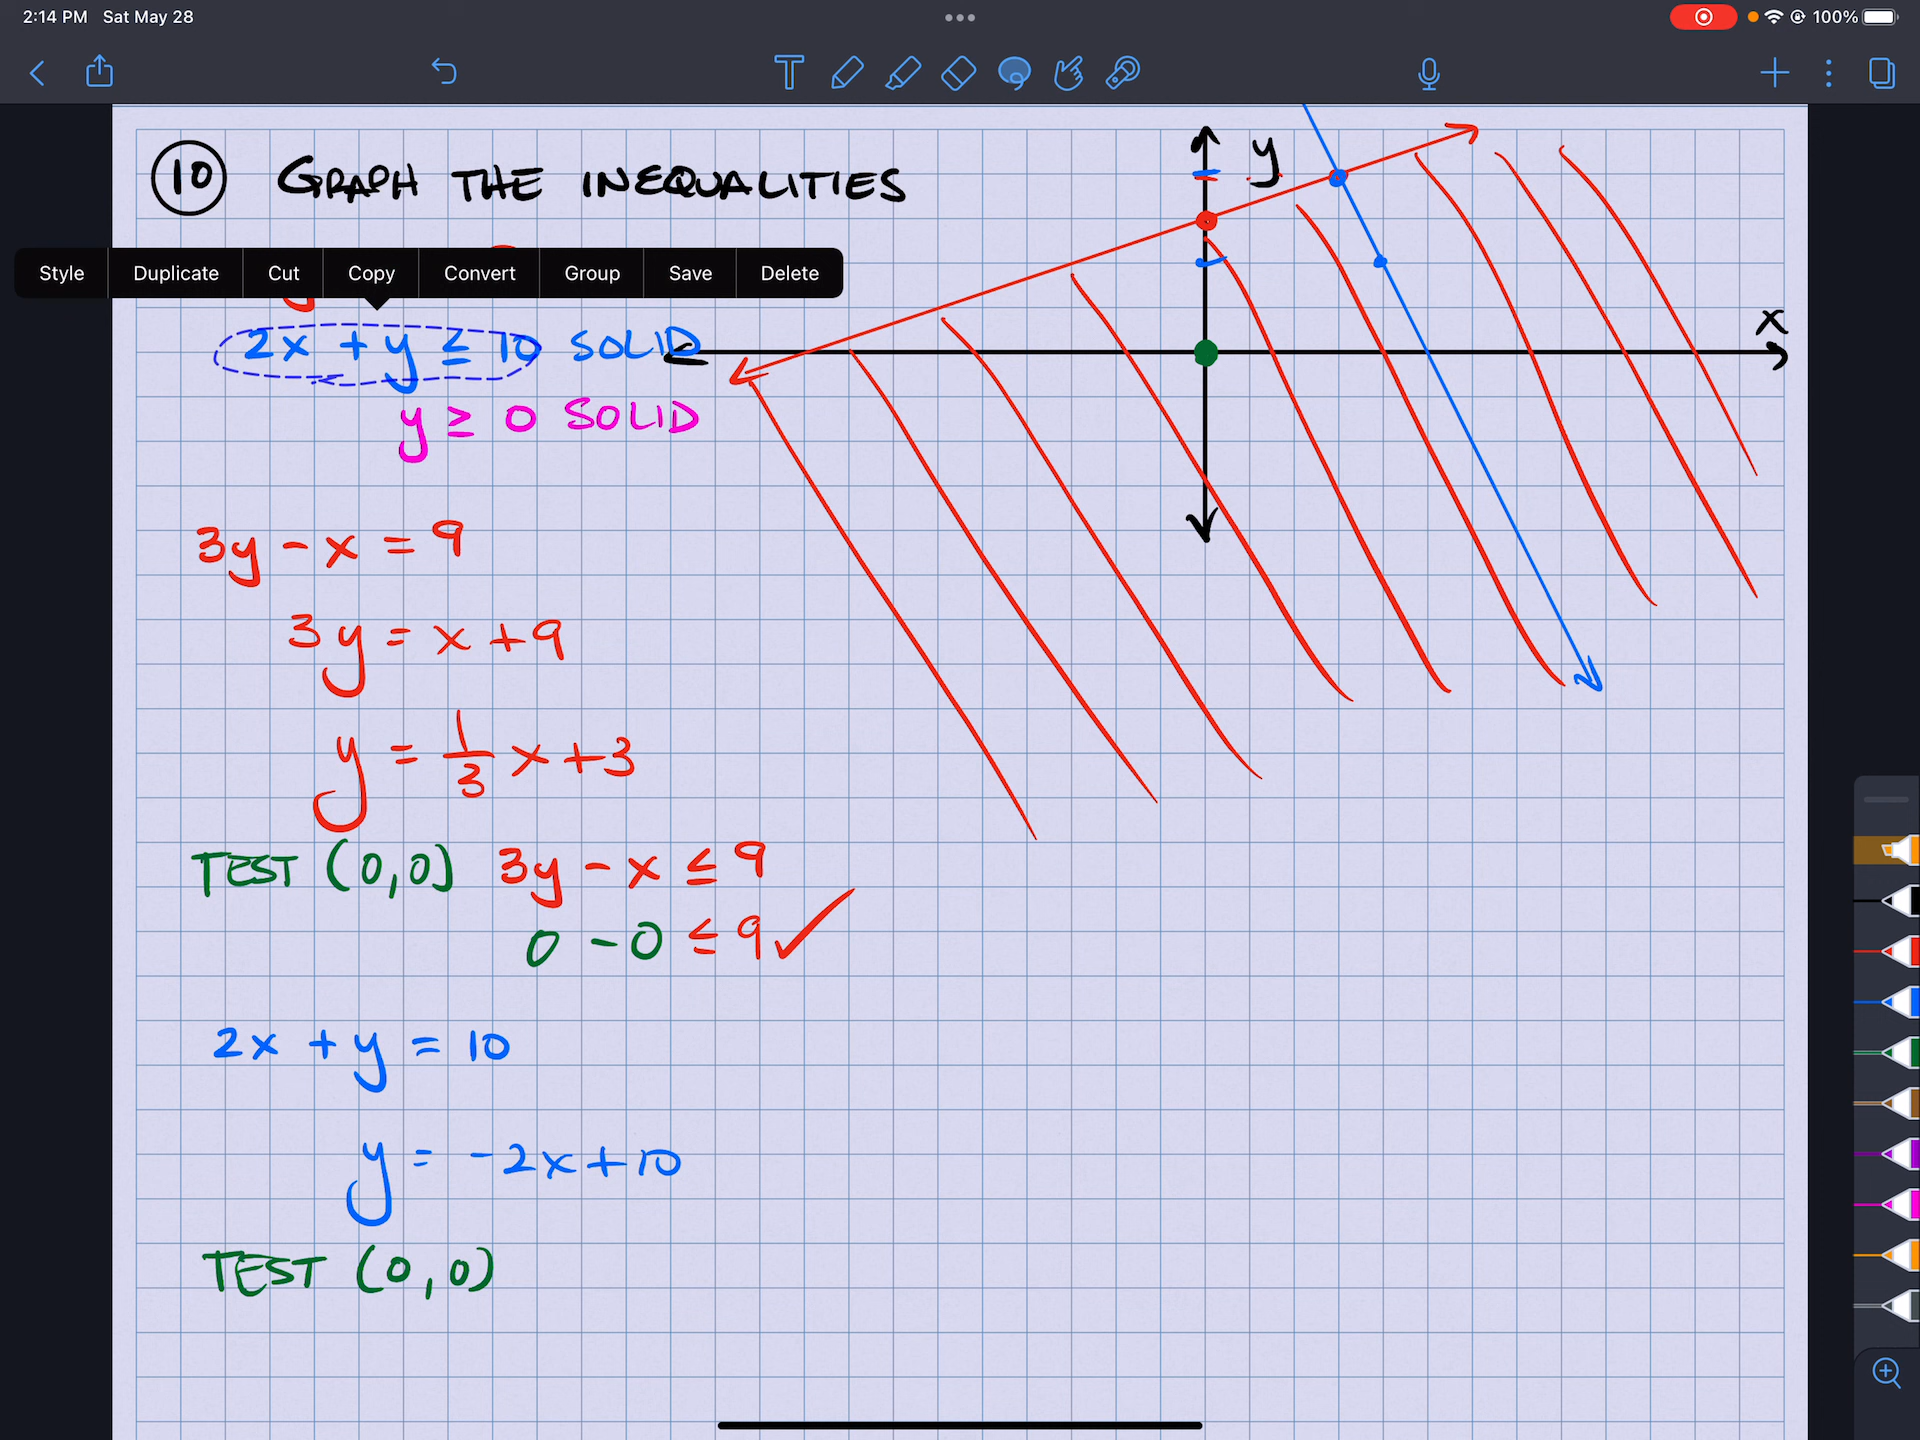 2:14 PM Sat May 28
100%
10 GRAPH THE INEQUALITIES
y
x
Style Duplicate Cut Copy Convert Group Save Delete
2x + y ≤ 10 SOLID
y ≥ 0 SOLID
3y - x = 9
3y = x + 9
y = 1/3 x + 3
TEST (0,0) 3y - x ≤ 9
0 - 0 ≤ 9 ✓
2x + y = 10
y = -2x + 10
TEST (0,0)